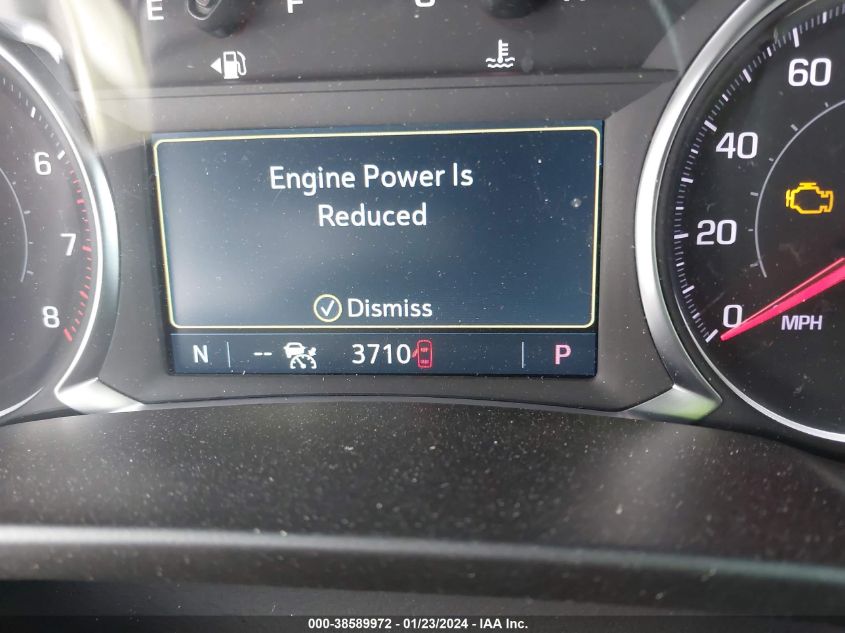 E F C
6
7
8
Engine Power Is
Reduced
Dismiss
N -- 3710 P
60
40
20
0
MPH
000-38589972 - 01/23/2024 - IAA Inc.